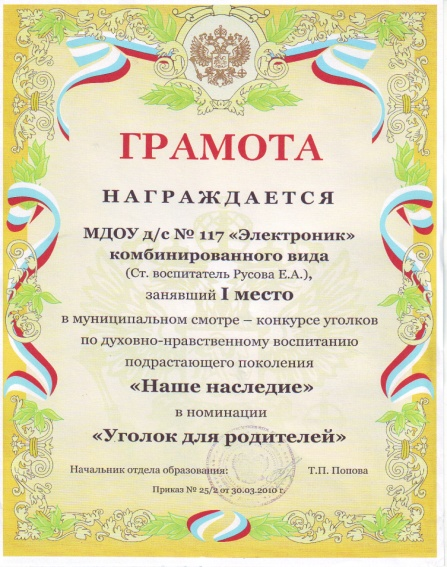 ГРАМОТА
НАГРАЖДАЕТСЯ
МДОУ д/с № 117 «Электроник»
комбинированного вида
(Ст. воспитатель Русова Е.А.),
занявший I место
в муниципальном смотре – конкурсе уголков
по духовно-нравственному воспитанию
подрастающего поколения
«Наше наследие»
в номинации
«Уголок для родителей»
Начальник отдела образования: Т.П. Попова
Приказ № 25/2 от 30.03.2010 г.